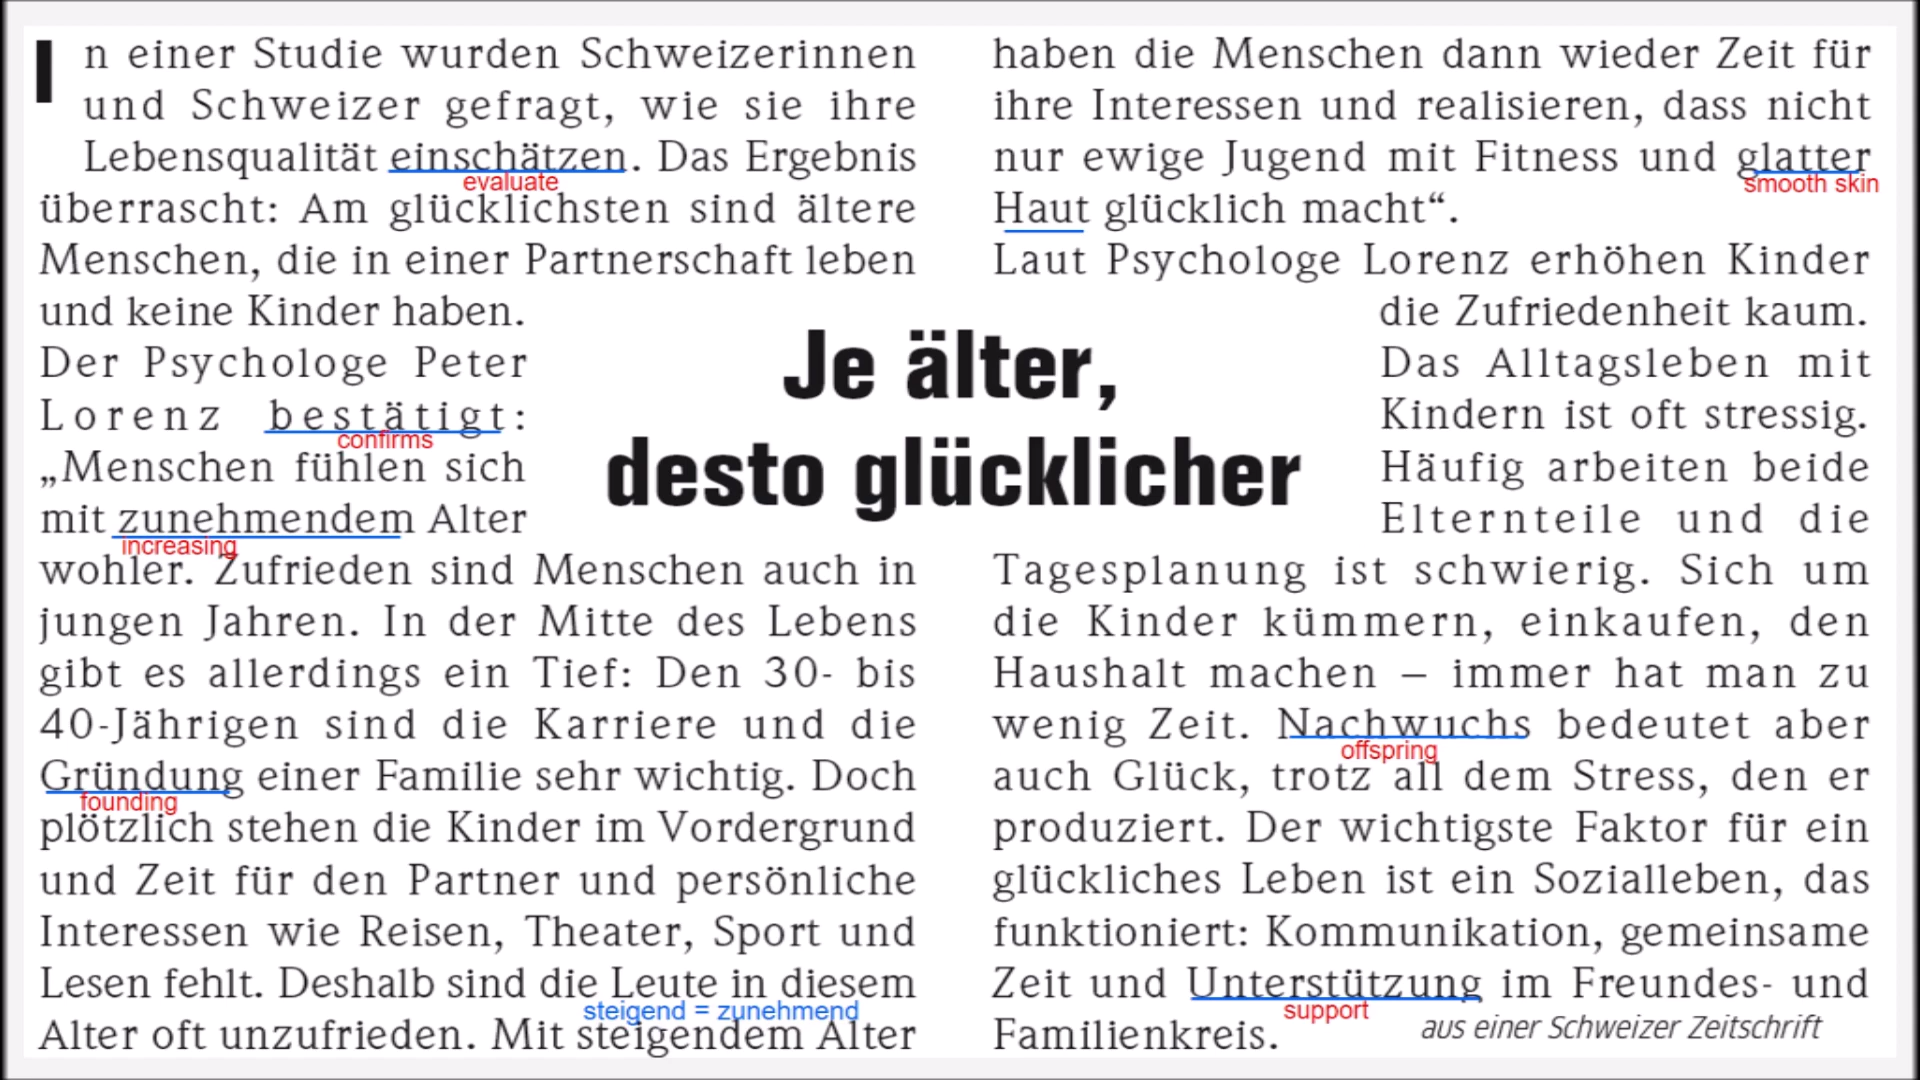 In einer Studie wurden Schweizerinnen
und Schweizer gefragt, wie sie ihre
Lebensqualität einschätzen. Das Ergebnis
evaluate
überrascht: Am glücklichsten sind ältere
Menschen, die in einer Partnerschaft leben
und keine Kinder haben.
Der Psychologe Peter
Lorenz bestätigt:
confirms
„Menschen fühlen sich
mit zunehmendem Alter
increasing
wohler. Zufrieden sind Menschen auch in
jungen Jahren. In der Mitte des Lebens
gibt es allerdings ein Tief: Den 30- bis
40-Jährigen sind die Karriere und die
Gründung einer Familie sehr wichtig. Doch
founding
plötzlich stehen die Kinder im Vordergrund
und Zeit für den Partner und persönliche
Interessen wie Reisen, Theater, Sport und
Lesen fehlt. Deshalb sind die Leute in diesem
steigend = zunehmend
Alter oft unzufrieden. Mit steigendem Alter
Je älter,
desto glücklicher
haben die Menschen dann wieder Zeit für
ihre Interessen und realisieren, dass nicht
nur ewige Jugend mit Fitness und glatter
smooth skin
Haut glücklich macht“.
Laut Psychologe Lorenz erhöhen Kinder
die Zufriedenheit kaum.
Das Alltagsleben mit
Kindern ist oft stressig.
Häufig arbeiten beide
Elternteile und die
Tagesplanung ist schwierig. Sich um
die Kinder kümmern, einkaufen, den
Haushalt machen – immer hat man zu
wenig Zeit. Nachwuchs bedeutet aber
offspring
auch Glück, trotz all dem Stress, den er
produziert. Der wichtigste Faktor für ein
glückliches Leben ist ein Sozialleben, das
funktioniert: Kommunikation, gemeinsame
Zeit und Unterstützung im Freundes- und
support
Familienkreis.
aus einer Schweizer Zeitschrift